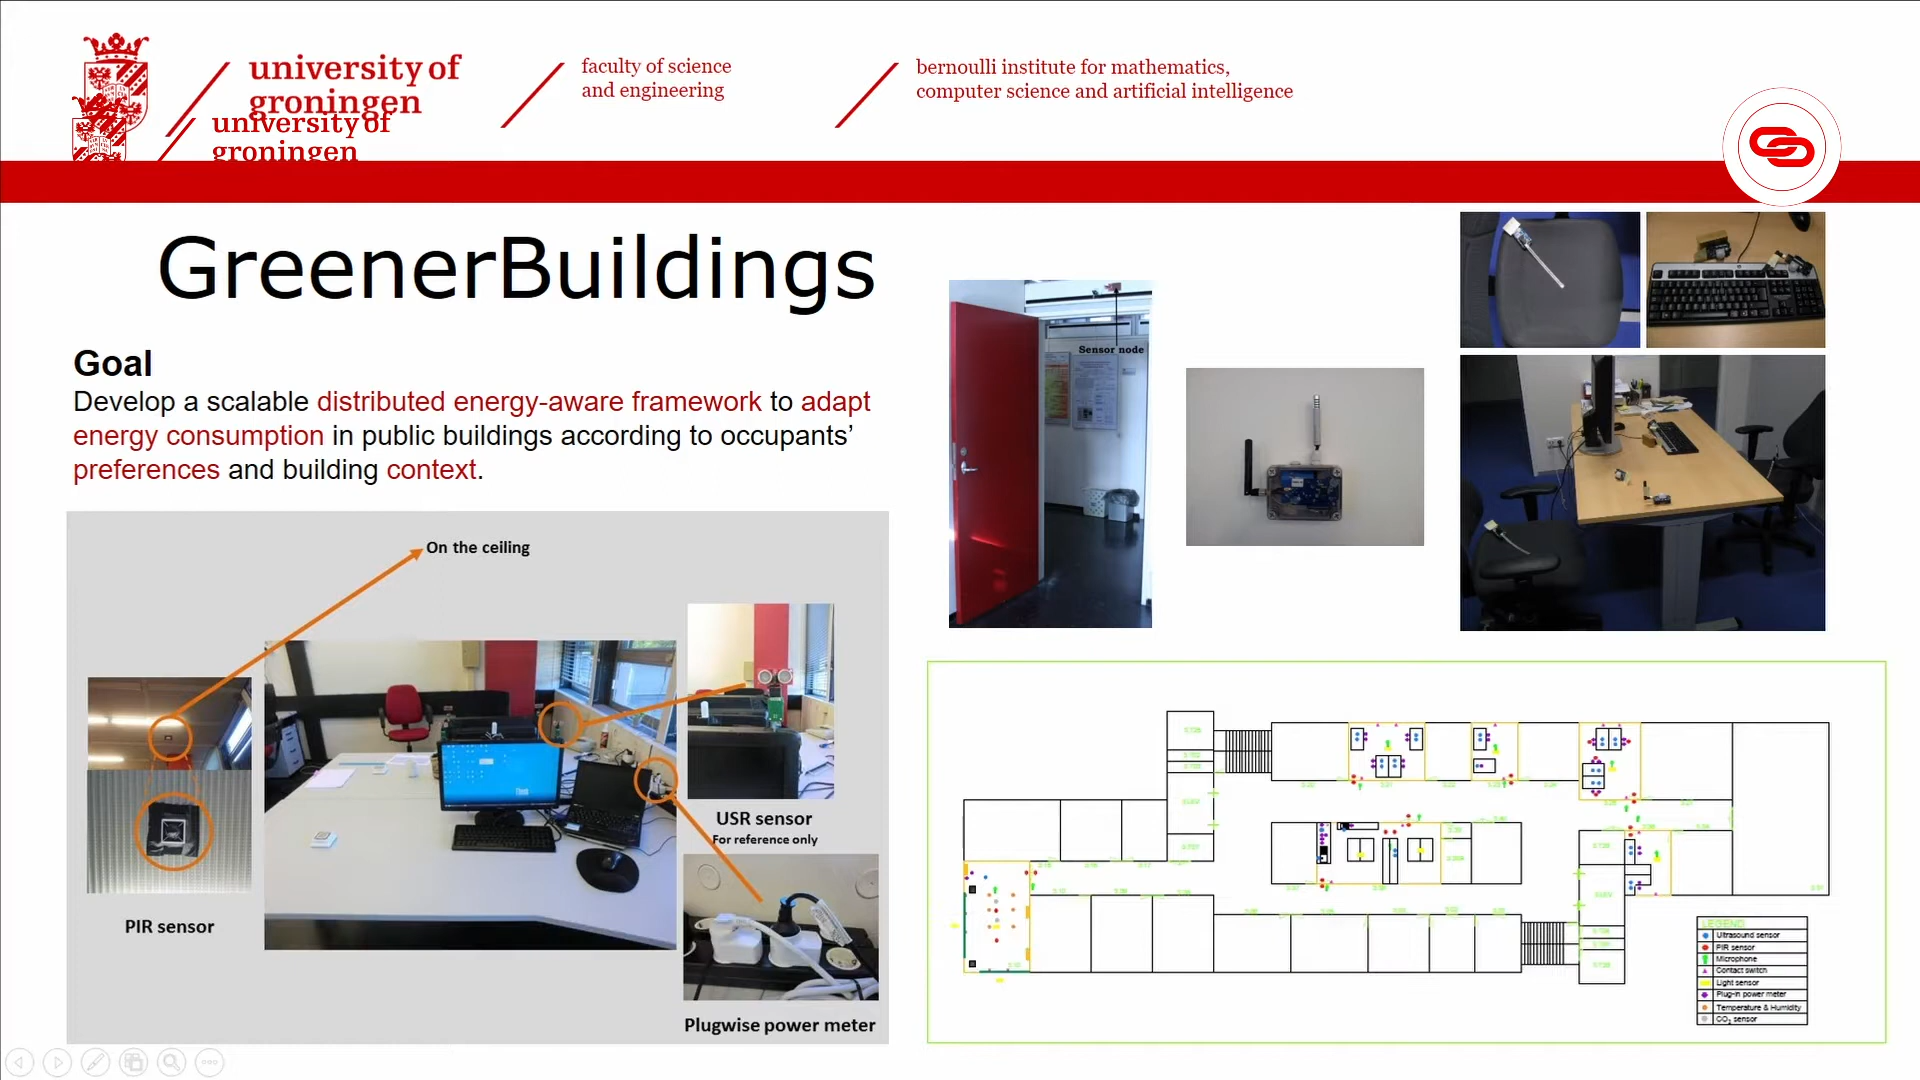 university of
groningen
university of
groningen
faculty of science
and engineering
bernoulli institute for mathematics,
computer science and artificial intelligence
GreenerBuildings
Goal
Develop a scalable distributed energy-aware framework to adapt
energy consumption in public buildings according to occupants’
preferences and building context.
On the ceiling
PIR sensor
USR sensor
For reference only
Plugwise power meter
Sensor node
LEGEND
Ultrasound sensor
PIR sensor
Microphone
Contact switch
Light sensor
Plug-in power meter
Temperature & Humidity
CO2 sensor